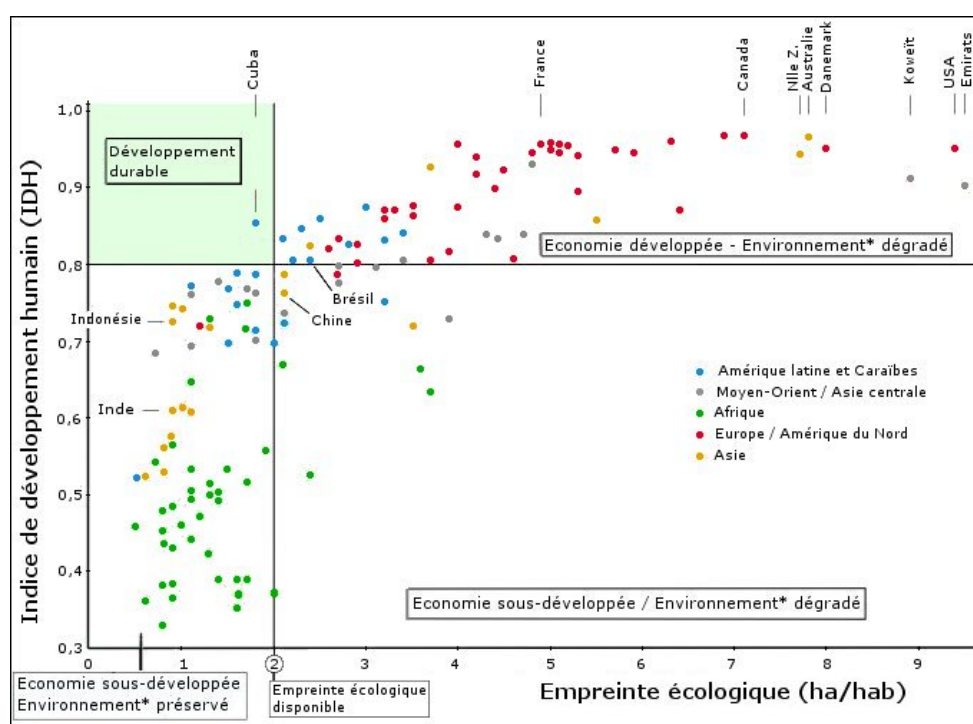 Cuba
France
Canada
Nlle Z.
Australie
Danemark
Koweït
USA
Emirats
Indice de développement humain (IDH)
1,0
0,9
0,8
0,7
0,6
0,5
0,4
0,3
Développement
durable
Economie développée - Environnement* dégradé
Brésil
Chine
Indonésie
Inde
Amérique latine et Caraïbes
Moyen-Orient / Asie centrale
Afrique
Europe / Amérique du Nord
Asie
Economie sous-développée / Environnement* dégradé
0 1 2 3 4 5 6 7 8 9
Economie sous-développée
Environnement* préservé
Empreinte écologique
disponible
Empreinte écologique (ha/hab)